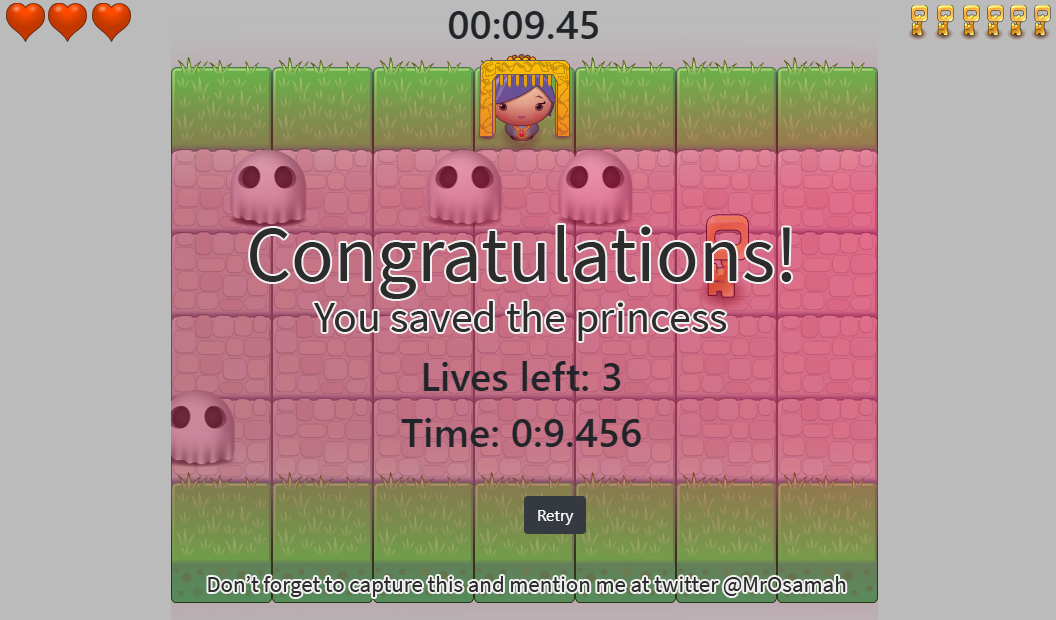 00:09.45
Congratulations!
You saved the princess
Lives left: 3
Time: 0:9.456
Retry
Don't forget to capture this and mention me at twitter @MrOsamah